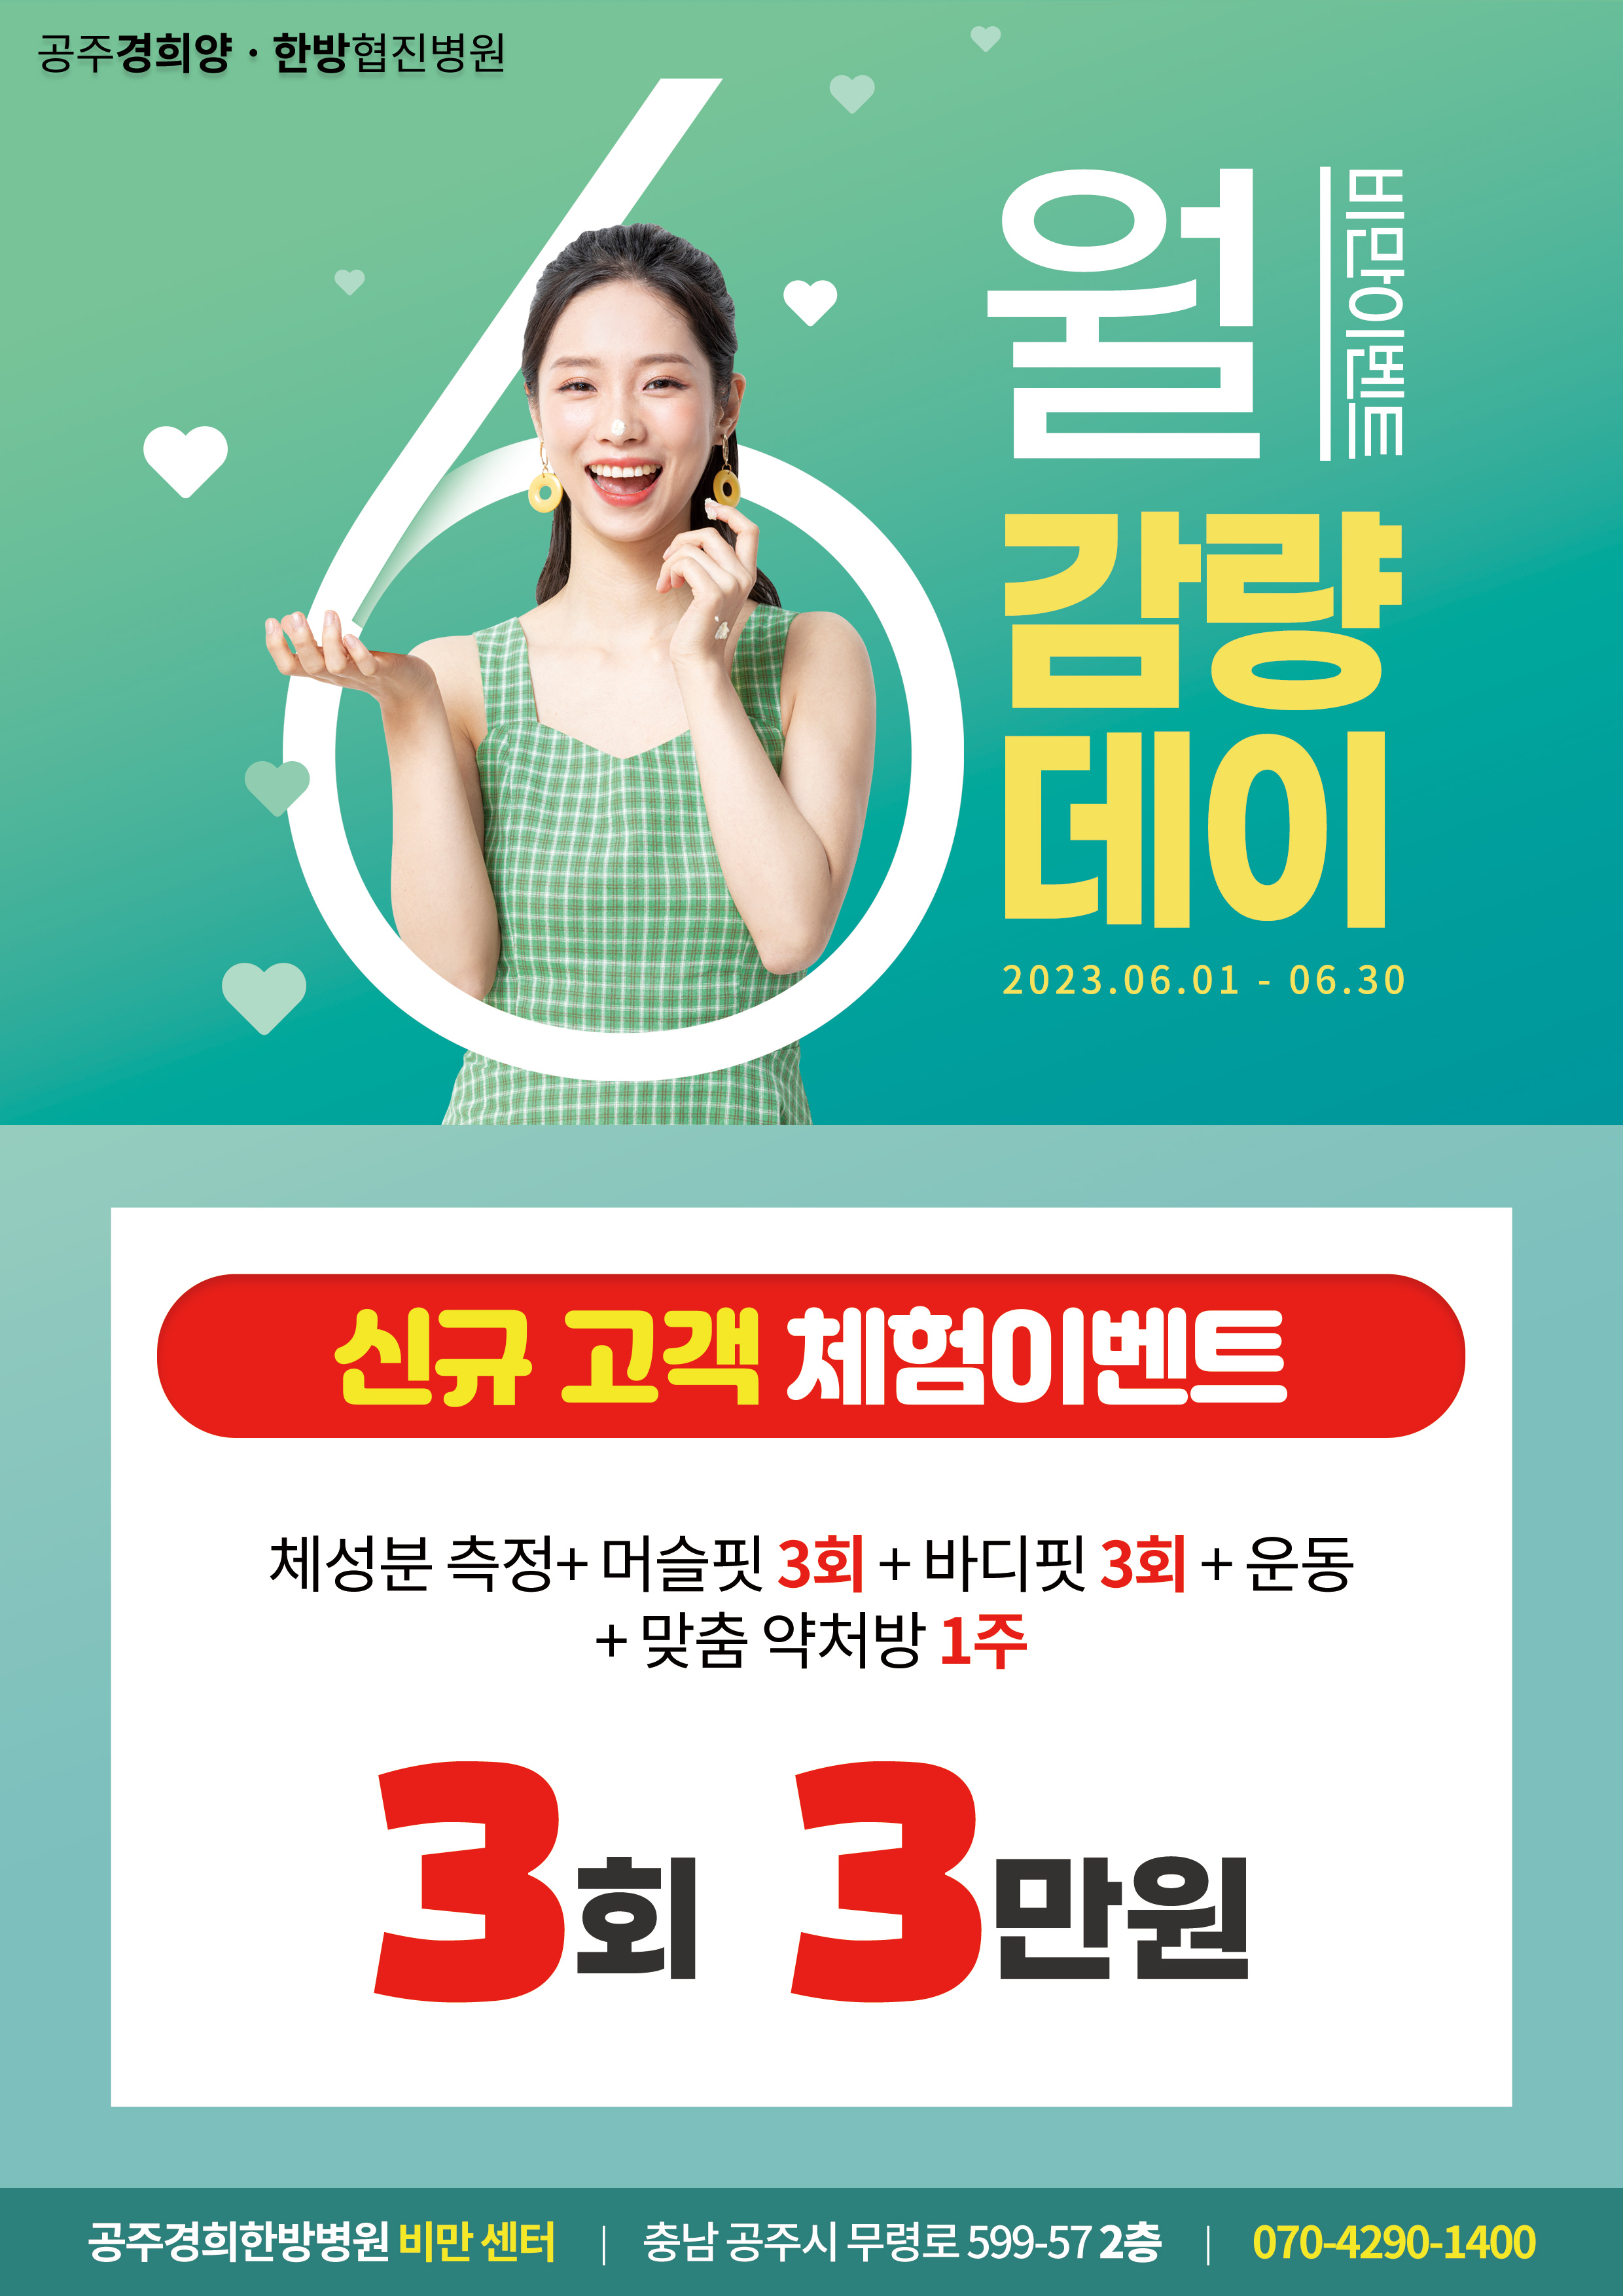 공주경희양·한방협진병원
6월
비만이벤트
감량
데이
2023.06.01 - 06.30
신규 고객 체험이벤트
체성분 측정+ 머슬핏 3회 + 바디핏 3회 + 운동
+ 맞춤 약처방 1주
3회 3만원
공주경희한방병원 비만 센터 | 충남 공주시 무령로 599-57 2층 | 070-4290-1400